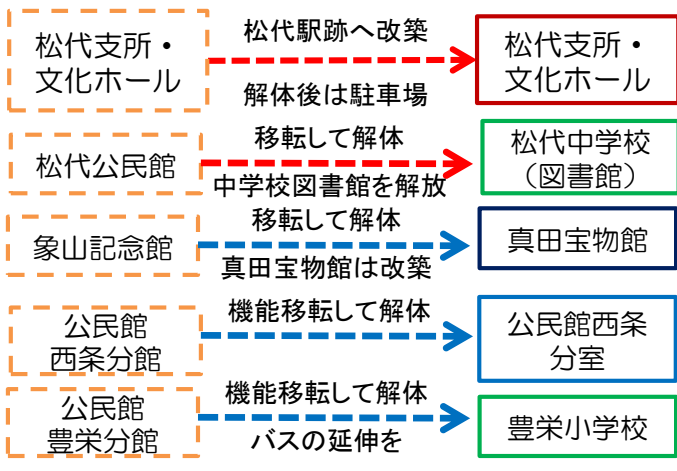 松代支所・
文化ホール
松代駅跡へ改築
解体後は駐車場
松代支所・
文化ホール
松代公民館
移転して解体
中学校図書館を解放
松代中学校
（図書館）
象山記念館
移転して解体
真田宝物館は改築
真田宝物館
公民館
西条分館
機能移転して解体
公民館西条
分室
公民館
豊栄分館
機能移転して解体
バスの延伸を
豊栄小学校